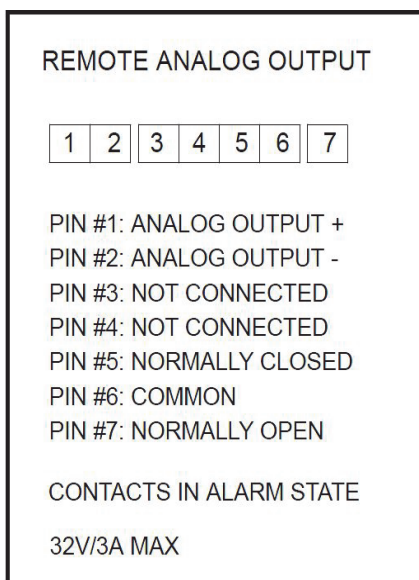 REMOTE ANALOG OUTPUT
1 2 3 4 5 6 7
PIN #1: ANALOG OUTPUT +
PIN #2: ANALOG OUTPUT -
PIN #3: NOT CONNECTED
PIN #4: NOT CONNECTED
PIN #5: NORMALLY CLOSED
PIN #6: COMMON
PIN #7: NORMALLY OPEN
CONTACTS IN ALARM STATE
32V/3A MAX